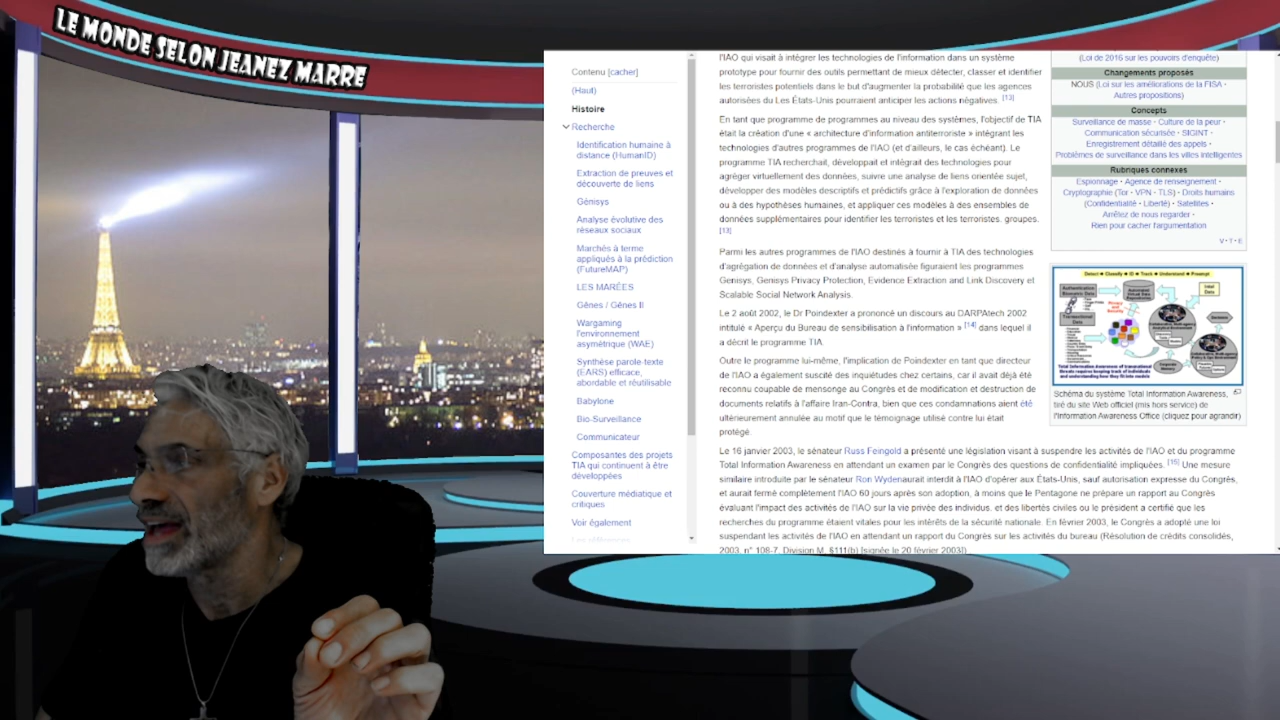 LE MONDE SELON JEANEZ MARRE
Contenu [cacher]
(Haut)
Histoire
Recherche
Identification humaine à
distance (HumanID)
Extraction de preuves et
découverte de liens
Génisys
Analyse évolutive des
réseaux sociaux
Marchés à terme
appliqués à la prédiction
(FutureMAP)
LES MARÉES
Gênes / Gênes II
Wargaming
l'environnement
asymétrique (WAE)
Synthèse parole-texte
(EARS) efficace,
abordable et réutilisable
Babylone
Bio-Surveillance
Communicateur
Composantes des projets
TIA qui continuent à être
développées
Couverture médiatique et
critiques
Voir également
Les références
l'IAO qui visait à intégrer les technologies de l'information dans un système
prototype pour fournir des outils permettant de mieux détecter, classer et identifier
les terroristes potentiels dans le but d'augmenter la probabilité que les agences
autorisées du Les États-Unis pourraient anticiper les actions négatives. [13]
En tant que programme de programmes au niveau des systèmes, l'objectif de TIA
était la création d'une « architecture d'information antiterroriste » intégrant les
technologies d'autres programmes de l'IAO (et d'ailleurs, le cas échéant). Le
programme TIA recherchait, développait et intégrait des technologies pour
agréger virtuellement des données, suivre une analyse de liens orientée sujet,
développer des modèles descriptifs et prédictifs grâce à l'exploration de données
ou à des hypothèses humaines, et appliquer ces modèles à des ensembles de
données supplémentaires pour identifier les terroristes et les terroristes. groupes.
[13]
Parmi les autres programmes de l'IAO destinés à fournir à TIA des technologies
d'agrégation de données et d'analyse automatisée figuraient les programmes
Genisys, Genisys Privacy Protection, Evidence Extraction and Link Discovery et
Scalable Social Network Analysis.
Le 2 août 2002, le Dr Poindexter a prononcé un discours au DARPAtech 2002
intitulé « Aperçu du Bureau de sensibilisation à l'information » [14] dans lequel il
a décrit le programme TIA.
Outre le programme lui-même, l'implication de Poindexter en tant que directeur
de l'IAO a également suscité des inquiétudes chez certains, car il avait déjà été
reconnu coupable de mensonge au Congrès et de modification et destruction de
documents relatifs à l'affaire Iran-Contra, bien que ces condamnations aient été
ultérieurement annulée au motif que le témoignage utilisé contre lui était
protégé.
Le 16 janvier 2003, le sénateur Russ Feingold a présenté une législation visant à suspendre les activités de l'IAO et du programme
Total Information Awareness en attendant un examen par le Congrès des questions de confidentialité impliquées. [15] Une mesure
similaire introduite par le sénateur Ron Wydenaurait interdit à l'IAO d'opérer aux États-Unis, sauf autorisation expresse du Congrès,
et aurait fermé complètement l'IAO 60 jours après son adoption, à moins que le Pentagone ne prépare un rapport au Congrès
évaluant l'impact des activités de l'IAO sur la vie privée des individus. et des libertés civiles ou le président a certifié que les
recherches du programme étaient vitales pour les intérêts de la sécurité nationale. En février 2003, le Congrès a adopté une loi
suspendant les activités de l'IAO en attendant un rapport du Congrès sur les activités du bureau (Résolution de crédits consolidés,
2003, n° 108-7, Division M, §111(b) [signée le 20 février 2003])
(Loi de 2016 sur les pouvoirs d'enquête)
Changements proposés
NOUS (Loi sur les améliorations de la FISA ·
Autres propositions)
Concepts
Surveillance de masse · Culture de la peur ·
Communication sécurisée · SIGINT ·
Enregistrement détaillé des appels ·
Problèmes de surveillance dans les villes intelligentes
Rubriques connexes
Espionnage · Agence de renseignement ·
Cryptographie (Tor · VPN · TLS) · Droits humains
(Confidentialité · Liberté) · Satellites ·
Arrêtez de nous regarder ·
Rien pour cacher l'argumentation
V · T · E
Detect Classify ID Track Understand Preempt
Schéma du système Total Information Awareness,
tiré du site Web officiel (mis hors service) de
l'Information Awareness Office (cliquez pour agrandir)